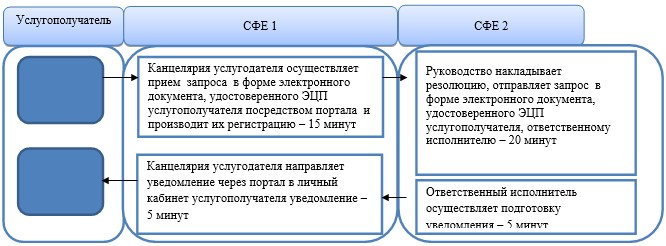 Услугополучатель
СФЕ 1
СФЕ 2
Канцелярия услугодателя осуществляет
прием запроса в форме электронного
документа, удостоверенного ЭЦП
услугополучателя посредством портала и
производит их регистрацию – 15 минут
Руководство накладывает
резолюцию, отправляет запрос в
форме электронного документа,
удостоверенного ЭЦП
услугополучателя, ответственному
исполнителю – 20 минут
Канцелярия услугодателя направляет
уведомление через портал в личный
кабинет услугополучателя уведомление –
5 минут
Ответственный исполнитель
осуществляет подготовку
уведомления – 5 минут